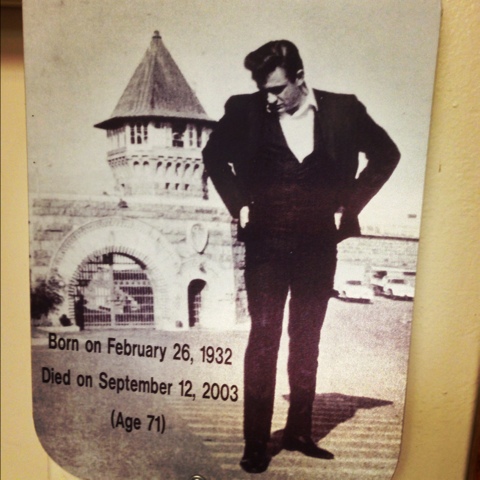 Born on February 26, 1932
Died on September 12, 2003
(Age 71)